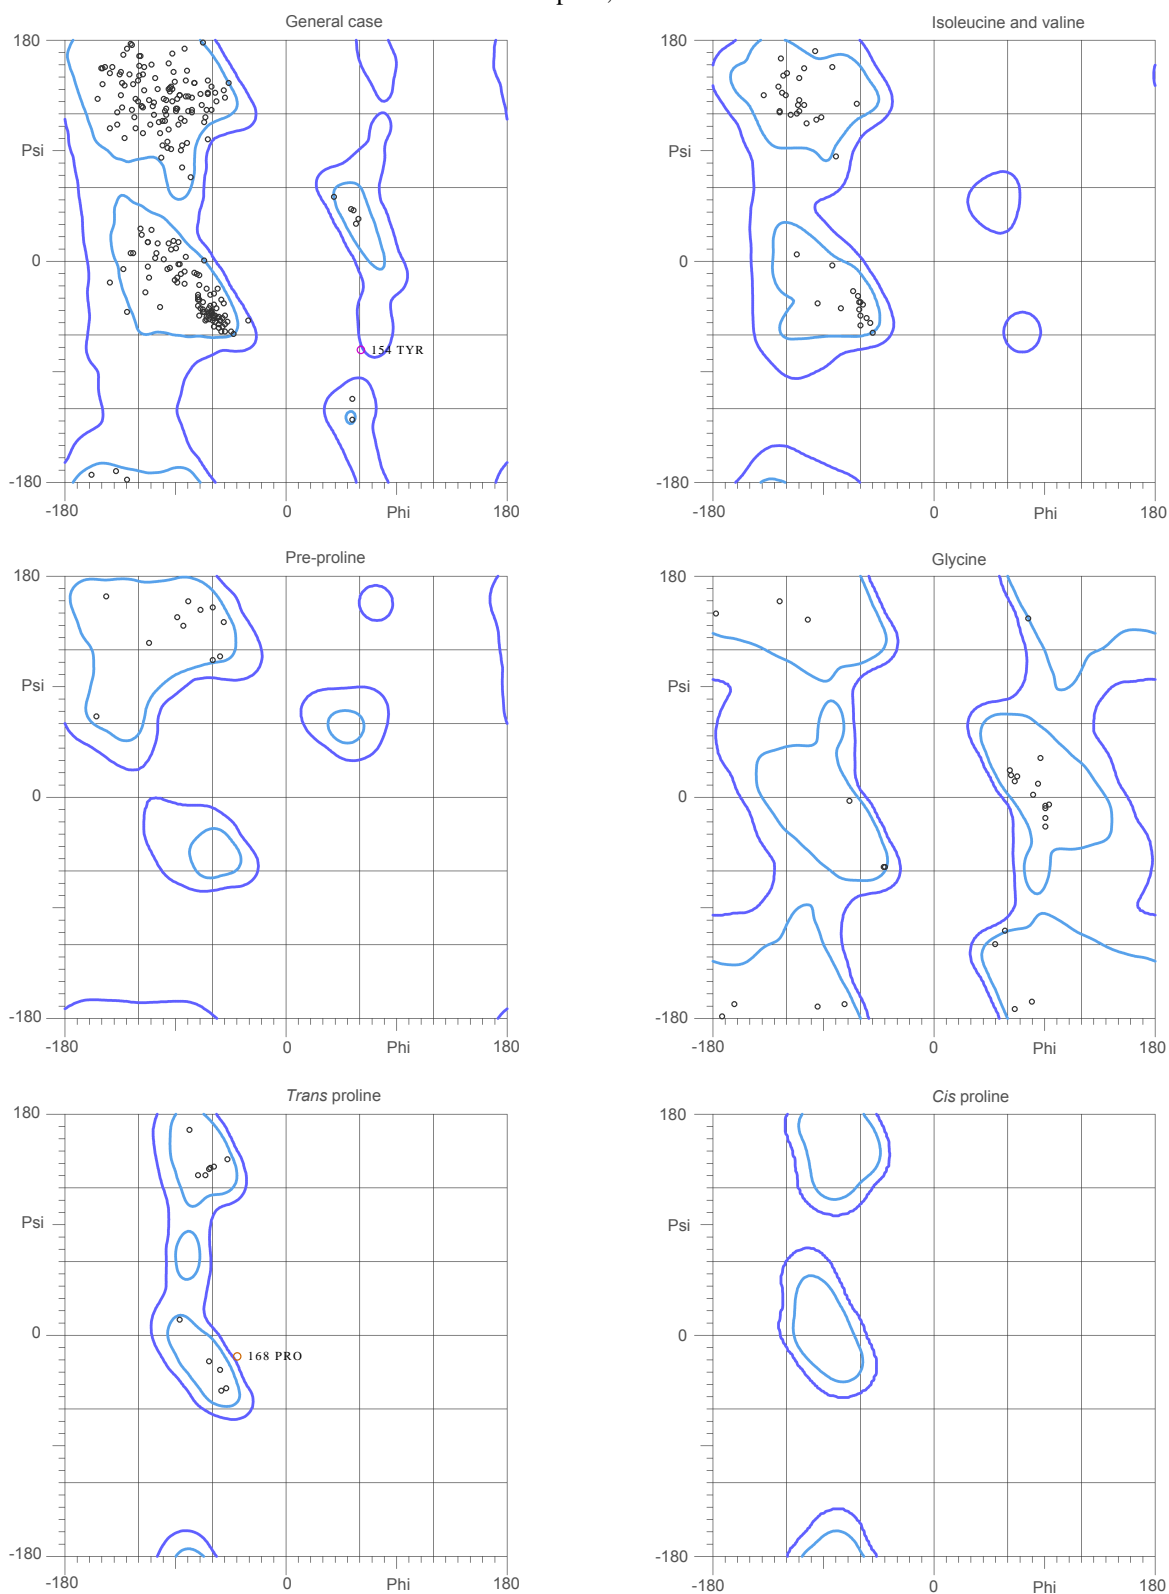 General case
Isoleucine and valine
180
180
Psi
Psi
0
0
154 TYR
-180
-180
-180
0
Phi
180
-180
0
Phi
180
Pre-proline
Glycine
180
180
Psi
Psi
0
0
-180
-180
-180
0
Phi
180
-180
0
Phi
180
Trans proline
Cis proline
180
180
Psi
Psi
0
0
168 PRO
-180
-180
-180
0
Phi
180
-180
0
Phi
180